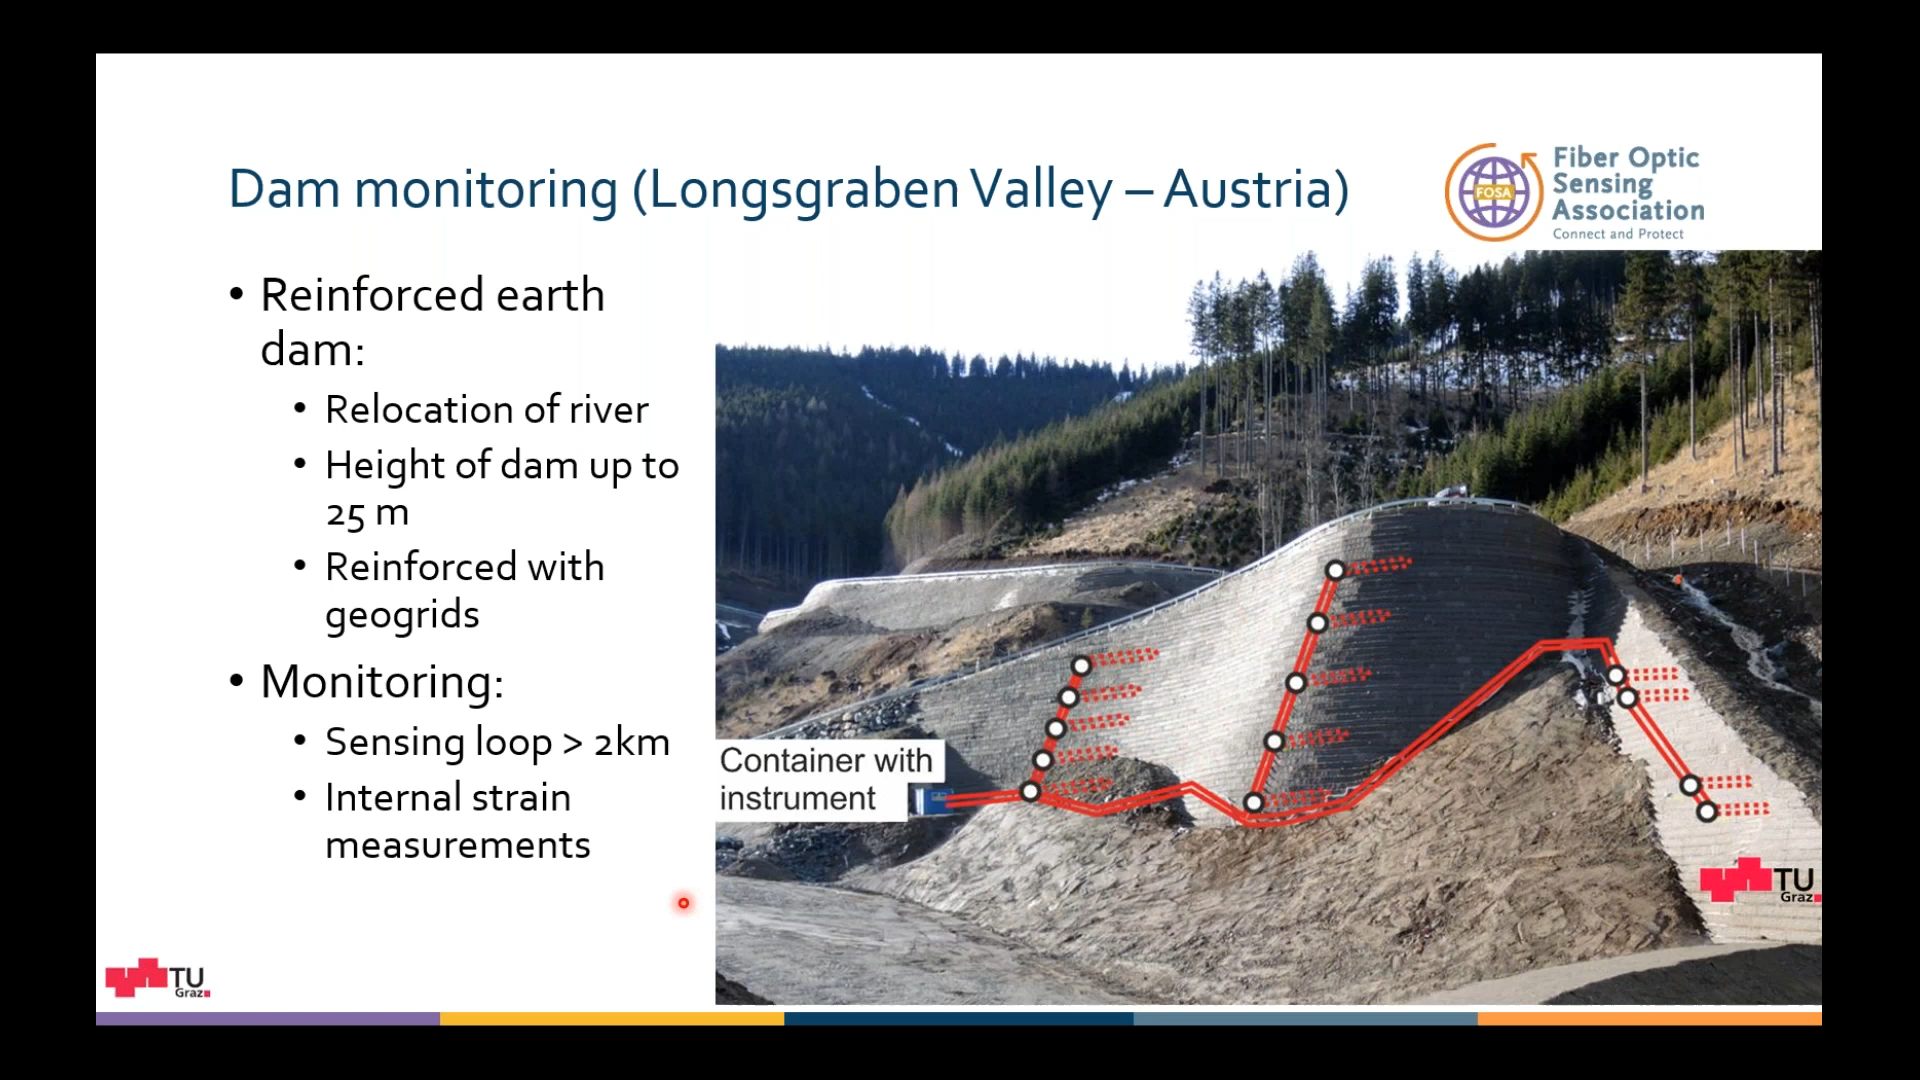 Dam monitoring (Longsgraben Valley – Austria)
FOSA
Fiber Optic
Sensing
Association
Connect and Protect
• Reinforced earth
dam:
• Relocation of river
• Height of dam up to
25 m
• Reinforced with
geogrids
• Monitoring:
• Sensing loop > 2km
• Internal strain
measurements
Container with
instrument
TU
Graz
TU
Graz